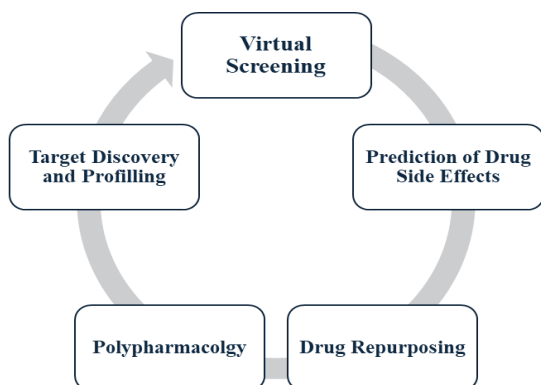 Virtual
Screening
Target Discovery
and Profilling
Prediction of Drug
Side Effects
Polypharmacolgy
Drug Repurposing